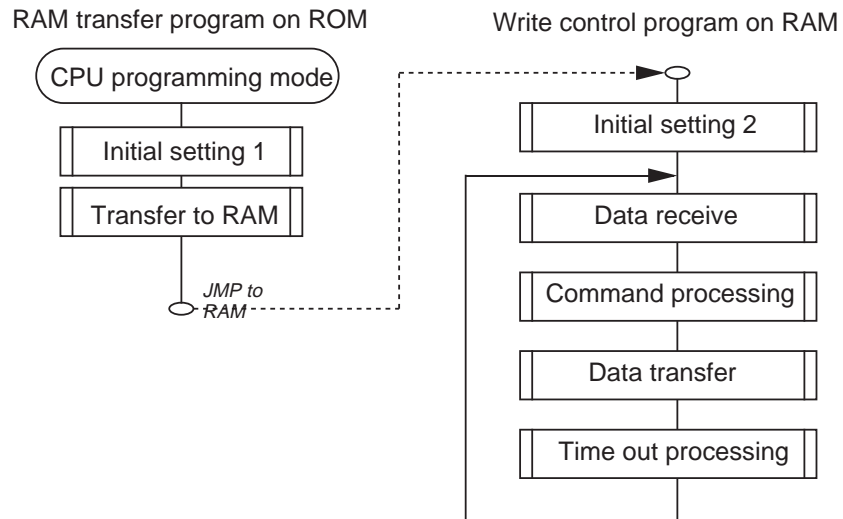 RAM transfer program on ROM
CPU programming mode
Initial setting 1
Transfer to RAM
JMP to
RAM
Write control program on RAM
Initial setting 2
Data receive
Command processing
Data transfer
Time out processing